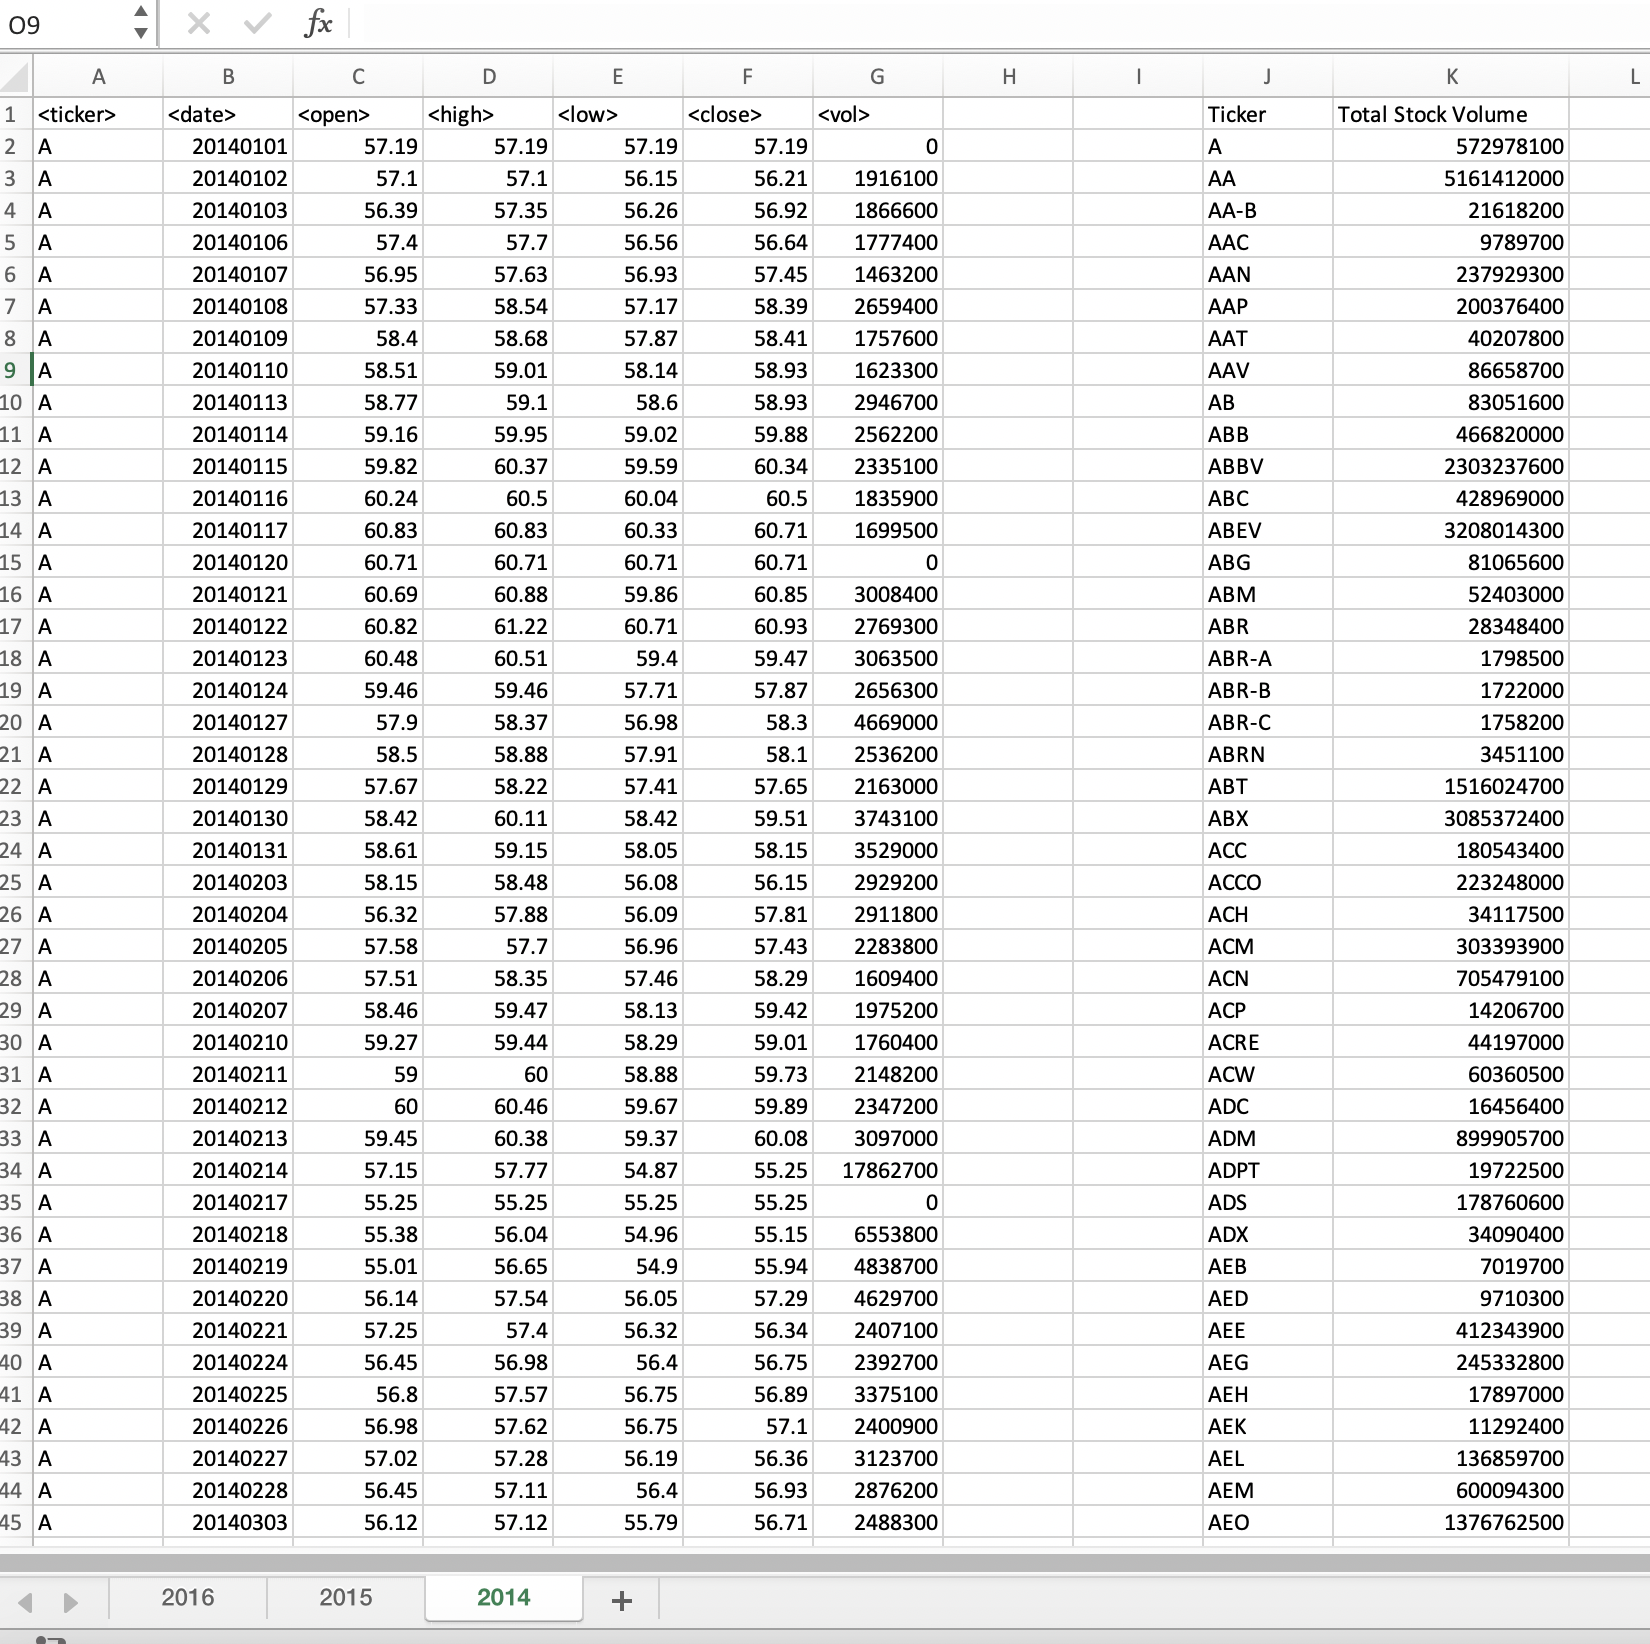 O9 fx
A B C D E F G H I J K L
1 <ticker> <date> <open> <high> <low> <close> <vol> Ticker Total Stock Volume
2 A 20140101 57.19 57.19 57.19 57.19 0 A 572978100
3 A 20140102 57.1 57.1 56.15 56.21 1916100 AA 5161412000
4 A 20140103 56.39 57.35 56.26 56.92 1866600 AA-B 21618200
5 A 20140106 57.4 57.7 56.56 56.64 1777400 AAC 9789700
6 A 20140107 56.95 57.63 56.93 57.45 1463200 AAN 237929300
7 A 20140108 57.33 58.54 57.17 58.39 2659400 AAP 200376400
8 A 20140109 58.4 58.68 57.87 58.41 1757600 AAT 40207800
9 A 20140110 58.51 59.01 58.14 58.93 1623300 AAV 86658700
10 A 20140113 58.77 59.1 58.6 58.93 2946700 AB 83051600
11 A 20140114 59.16 59.95 59.02 59.88 2562200 ABB 466820000
12 A 20140115 59.82 60.37 59.59 60.34 2335100 ABBV 2303237600
13 A 20140116 60.24 60.5 60.04 60.5 1835900 ABC 428969000
14 A 20140117 60.83 60.83 60.33 60.71 1699500 ABEV 3208014300
15 A 20140120 60.71 60.71 60.71 60.71 0 ABG 81065600
16 A 20140121 60.69 60.88 59.86 60.85 3008400 ABM 52403000
17 A 20140122 60.82 61.22 60.71 60.93 2769300 ABR 28348400
18 A 20140123 60.48 60.51 59.4 59.47 3063500 ABR-A 1798500
19 A 20140124 59.46 59.46 57.71 57.87 2656300 ABR-B 1722000
20 A 20140127 57.9 58.37 56.98 58.3 4669000 ABR-C 1758200
21 A 20140128 58.5 58.88 57.91 58.1 2536200 ABRN 3451100
22 A 20140129 57.67 58.22 57.41 57.65 2163000 ABT 1516024700
23 A 20140130 58.42 60.11 58.42 59.51 3743100 ABX 3085372400
24 A 20140131 58.61 59.15 58.05 58.15 3529000 ACC 180543400
25 A 20140203 58.15 58.48 56.08 56.15 2929200 ACCO 223248000
26 A 20140204 56.32 57.88 56.09 57.81 2911800 ACH 34117500
27 A 20140205 57.58 57.7 56.96 57.43 2283800 ACM 303393900
28 A 20140206 57.51 58.35 57.46 58.29 1609400 ACN 705479100
29 A 20140207 58.46 59.47 58.13 59.42 1975200 ACP 14206700
30 A 20140210 59.27 59.44 58.29 59.01 1760400 ACRE 44197000
31 A 20140211 59 60 58.88 59.73 2148200 ACW 60360500
32 A 20140212 60 60.46 59.67 59.89 2347200 ADC 16456400
33 A 20140213 59.45 60.38 59.37 60.08 3097000 ADM 899905700
34 A 20140214 57.15 57.77 54.87 55.25 17862700 ADPT 19722500
35 A 20140217 55.25 55.25 55.25 55.25 0 ADS 178760600
36 A 20140218 55.38 56.04 54.96 55.15 6553800 ADX 34090400
37 A 20140219 55.01 56.65 54.9 55.94 4838700 AEB 7019700
38 A 20140220 56.14 57.54 56.05 57.29 4629700 AED 9710300
39 A 20140221 57.25 57.4 56.32 56.34 2407100 AEE 412343900
40 A 20140224 56.45 56.98 56.4 56.75 2392700 AEG 245332800
41 A 20140225 56.8 57.57 56.75 56.89 3375100 AEH 17897000
42 A 20140226 56.98 57.62 56.75 57.1 2400900 AEK 11292400
43 A 20140227 57.02 57.28 56.19 56.36 3123700 AEL 136859700
44 A 20140228 56.45 57.11 56.4 56.93 2876200 AEM 600094300
45 A 20140303 56.12 57.12 55.79 56.71 2488300 AEO 1376762500
2016 2015 2014 +